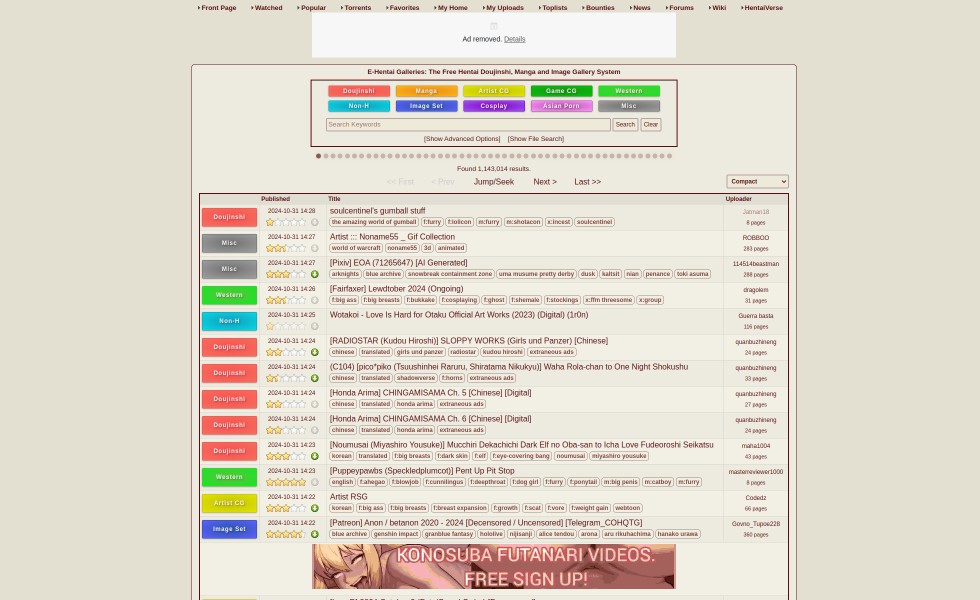 Front Page Watched Popular Torrents Favorites My Home My Uploads Toplists Bounties News Forums Wiki HentaiVerse
Ad removed. Details
E-Hentai Galleries: The Free Hentai Doujinshi, Manga and Image Gallery System
Doujinshi Manga Artist CG Game CG Western
Non-H Image Set Cosplay Asian Porn Misc
Search Keywords Search Clear
[Show Advanced Options] [Show File Search]
Found 1,143,014 results.
<< First < Prev Jump/Seek Next > Last >> Compact
Published Title Uploader
Doujinshi 2024-10-31 14:28 soulcentinel's gumball stuff Jatman18
the amazing world of gumball f:furry f:lolicon m:furry m:shotacon x:incest soulcentinel 8 pages
Misc 2024-10-31 14:27 Artist ::: Noname55 _ Gif Collection ROBBOO
world of warcraft noname55 3d animated 283 pages
Misc 2024-10-31 14:27 [Pixiv] EOA (71265647) [AI Generated] 114514beastman
arknights blue archive snowbreak containment zone uma musume pretty derby dusk kaltsit nian penance toki asuma 298 pages
Western 2024-10-31 14:26 [Fairfaxer] Lewdtober 2024 (Ongoing) dragolem
f:big ass f:big breasts f:bukkake f:cosplaying f:ghost f:shemale f:stockings x:ffm threesome x:group 31 pages
Non-H 2024-10-31 14:25 Wotakoi - Love Is Hard for Otaku Official Art Works (2023) (Digital) (1r0n) Guerra basta
116 pages
Doujinshi 2024-10-31 14:24 [RADIOSTAR (Kudou Hiroshi)] SLOPPY WORKS (Girls und Panzer) [Chinese] quanbuzhineng
chinese translated girls und panzer radiostar kudou hiroshi extraneous ads 24 pages
Doujinshi 2024-10-31 14:24 (C104) [pico*piko (Tsuushinhei Raruru, Shiratama Nikukyu)] Waha Rola-chan to One Night Shokushu quanbuzhineng
chinese translated shadowverse f:horns extraneous ads 33 pages
Doujinshi 2024-10-31 14:24 [Honda Arima] CHINGAMISAMA Ch. 5 [Chinese] [Digital] quanbuzhineng
chinese translated honda arima extraneous ads 27 pages
Doujinshi 2024-10-31 14:24 [Honda Arima] CHINGAMISAMA Ch. 6 [Chinese] [Digital] quanbuzhineng
chinese translated honda arima extraneous ads 24 pages
Doujinshi 2024-10-31 14:23 [Noumusai (Miyashiro Yousuke)] Mucchiri Dekachichi Dark Elf no Oba-san to Icha Love Fudeoroshi Seikatsu maha1004
korean translated f:big breasts f:dark skin f:elf f:eye-covering bang noumusai miyashiro yousuke 43 pages
Western 2024-10-31 14:23 [Puppeypawbs (Speckledplumcot)] Pent Up Pit Stop masterreviewer1000
english f:ahegao f:blowjob f:cunnilingus f:deepthroat f:dog girl f:furry f:ponytail m:big penis m:catboy m:furry 8 pages
Artist CG 2024-10-31 14:22 Artist RSG Codedz
korean f:big ass f:big breasts f:breast expansion f:growth f:scat f:vore f:weight gain webtoon 66 pages
Image Set 2024-10-31 14:22 [Patreon] Anon / betanon 2020 - 2024 [Decensored / Uncensored] [Telegram_COHQTG] Govno_Tupoe228
blue archive genshin impact granblue fantasy hololive nijisanji alice tendou arona aru rikuhachima hanako urawa 360 pages
KONOSUBA FUTANARI VIDEOS.
FREE SIGN UP!